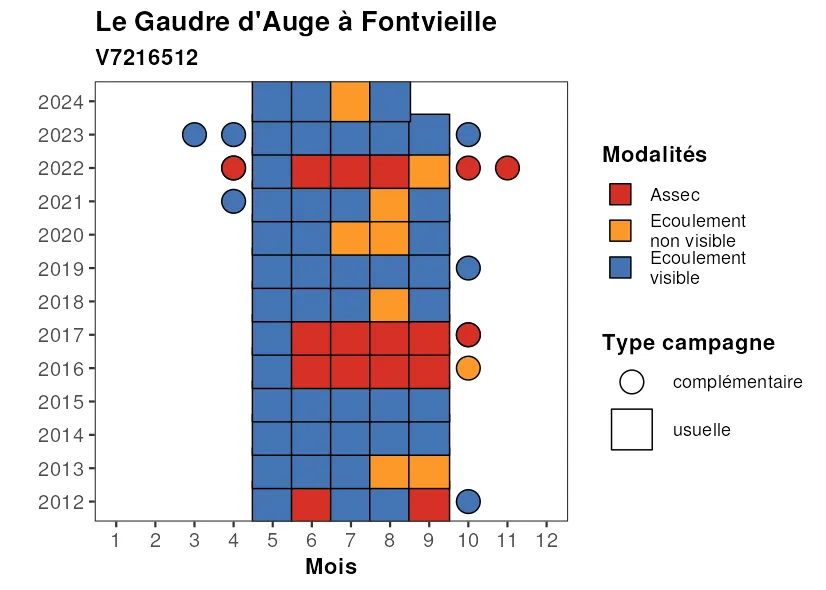 Le Gaudre d'Auge à Fontvieille
V7216512
2024
2023
2022
2021
2020
2019
2018
2017
2016
2015
2014
2013
2012
1 2 3 4 5 6 7 8 9 10 11 12
Mois
Modalités
Assec
Ecoulement
non visible
Ecoulement
visible
Type campagne
complémentaire
usuelle